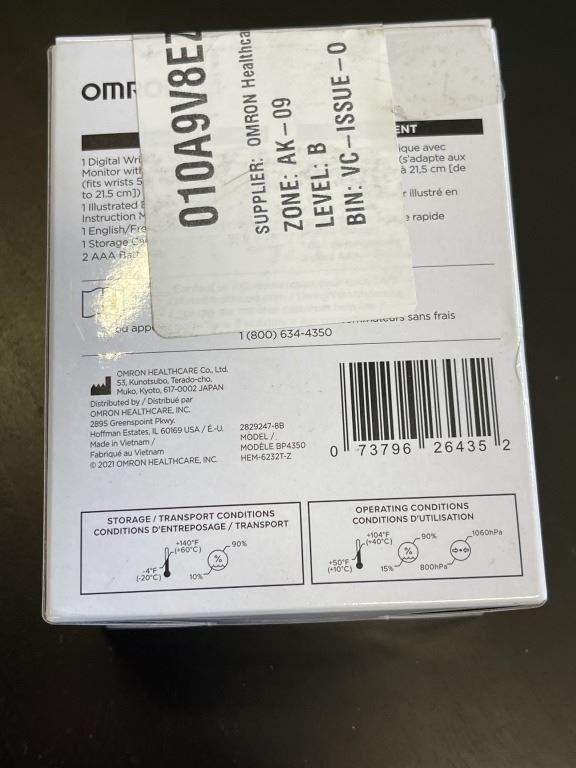 OMR
010A9V8EZ
SUPPLIER: OMRON Healthca
ZONE: AK-09
LEVEL: B
BIN: VC-ISSUE-0
ENT
1 Digital Wri
Monitor with
(fits wrists 5
to 21.5 cm])
1 Illustrated
Instruction M
1 English/Fre
1 Storage
2 AAA
ique avec
(s'adapte aux
à 21,5 cm [de
r illustré en
e rapide
ou app
sans frais
1 (800) 634-4350
OMRON HEALTHCARE Co., Ltd.
53, Kunotsubo, Terado-cho,
Muko, Kyoto, 617-0002 JAPAN
Distributed by / Distribué par
OMRON HEALTHCARE, INC.
2895 Greenspoint Pkwy.
Hoffman Estates, IL 60169 USA / É.-U.
Made in Vietnam /
Fabriqué au Vietnam
© 2021 OMRON HEALTHCARE, INC.
2829247-8B
MODEL /
MODÈLE BP4350
HEM-6232T-Z
0 73796 26435 2
STORAGE / TRANSPORT CONDITIONS
CONDITIONS D'ENTREPOSAGE / TRANSPORT
+140°F
(+60°C)
-4°F
(-20°C)
90%
%
10%
OPERATING CONDITIONS
CONDITIONS D'UTILISATION
+104°F
(+40°C)
+50°F
(+10°C)
90%
%
15%
1060hPa
800hPa